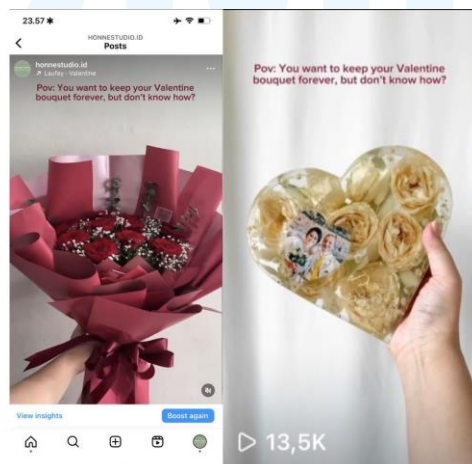 23.57
HONNESTUDIO.ID
Posts
honnestudio.id
Laufey · Valentine
Pov: You want to keep your Valentine
bouquet forever, but don't know how?
View insights
Boost again
Pov: You want to keep your Valentine
bouquet forever, but don't know how?
13,5K